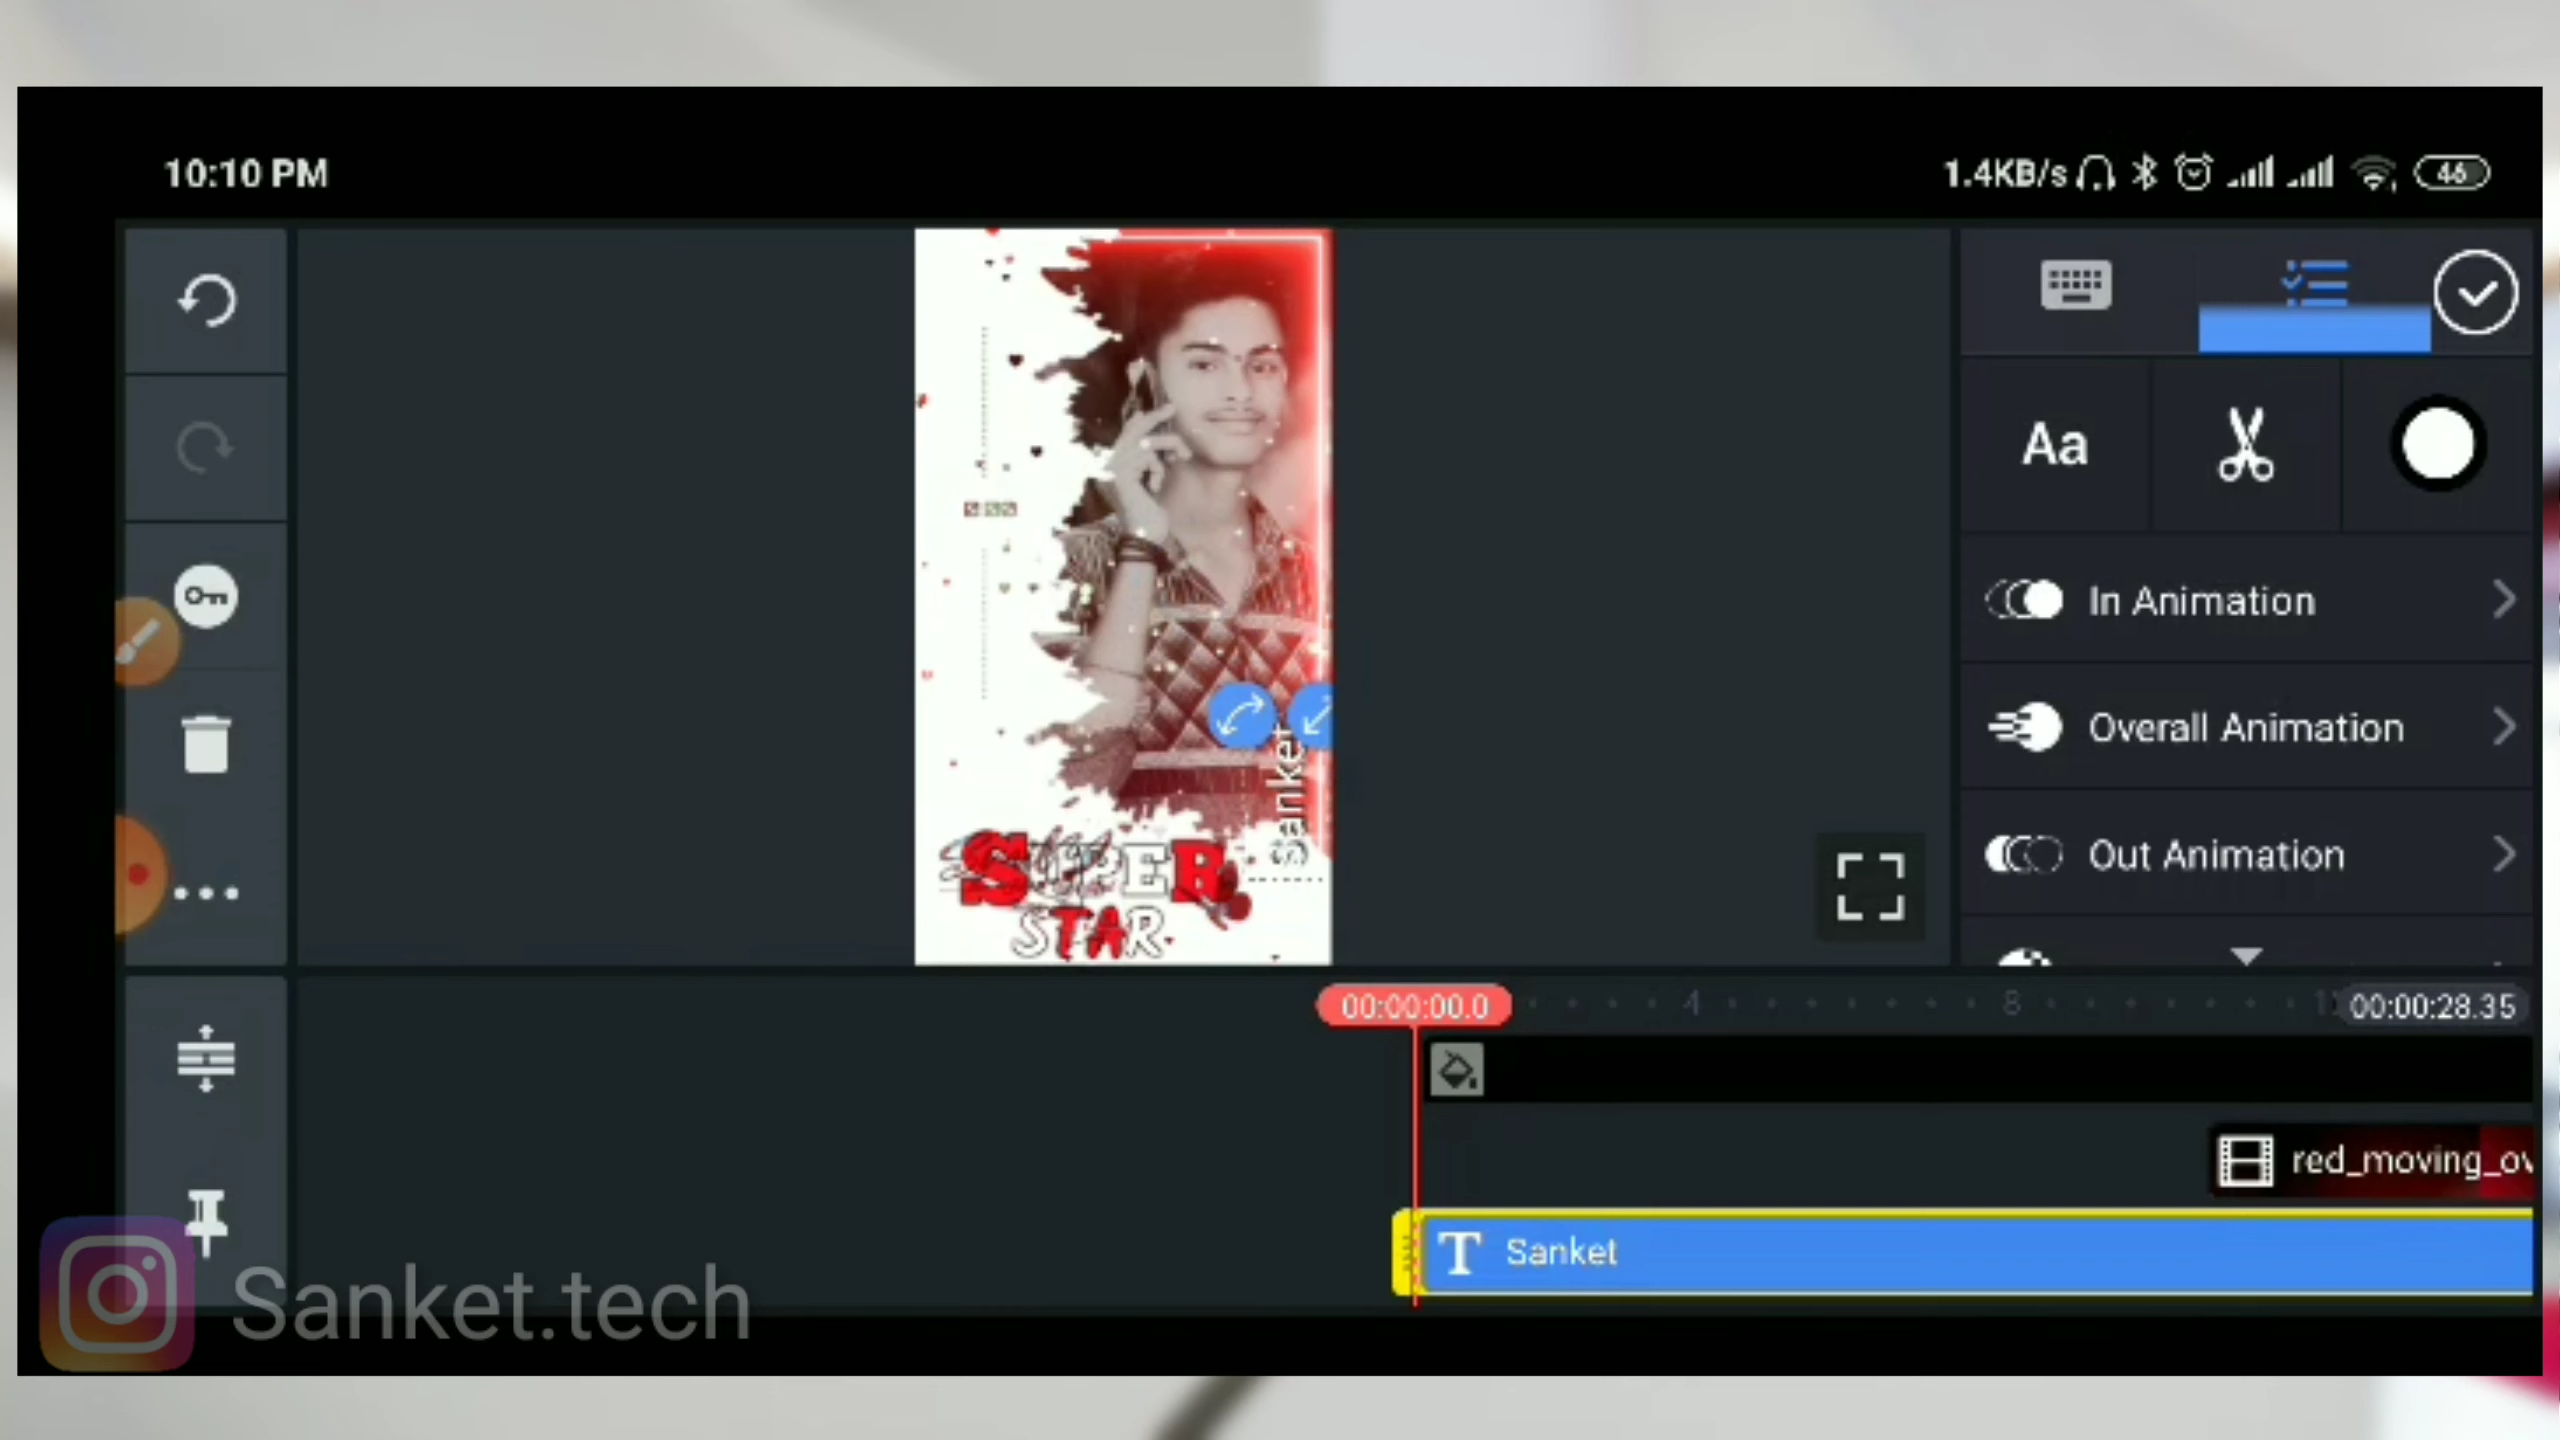 10:10 PM
1.4KB/s
46
Aa
In Animation
Overall Animation
Out Animation
Sanket
SUPER
STAR
00:00:00.0
4
8
00:00:28.35
red_moving_ov
T Sanket
Sanket.tech